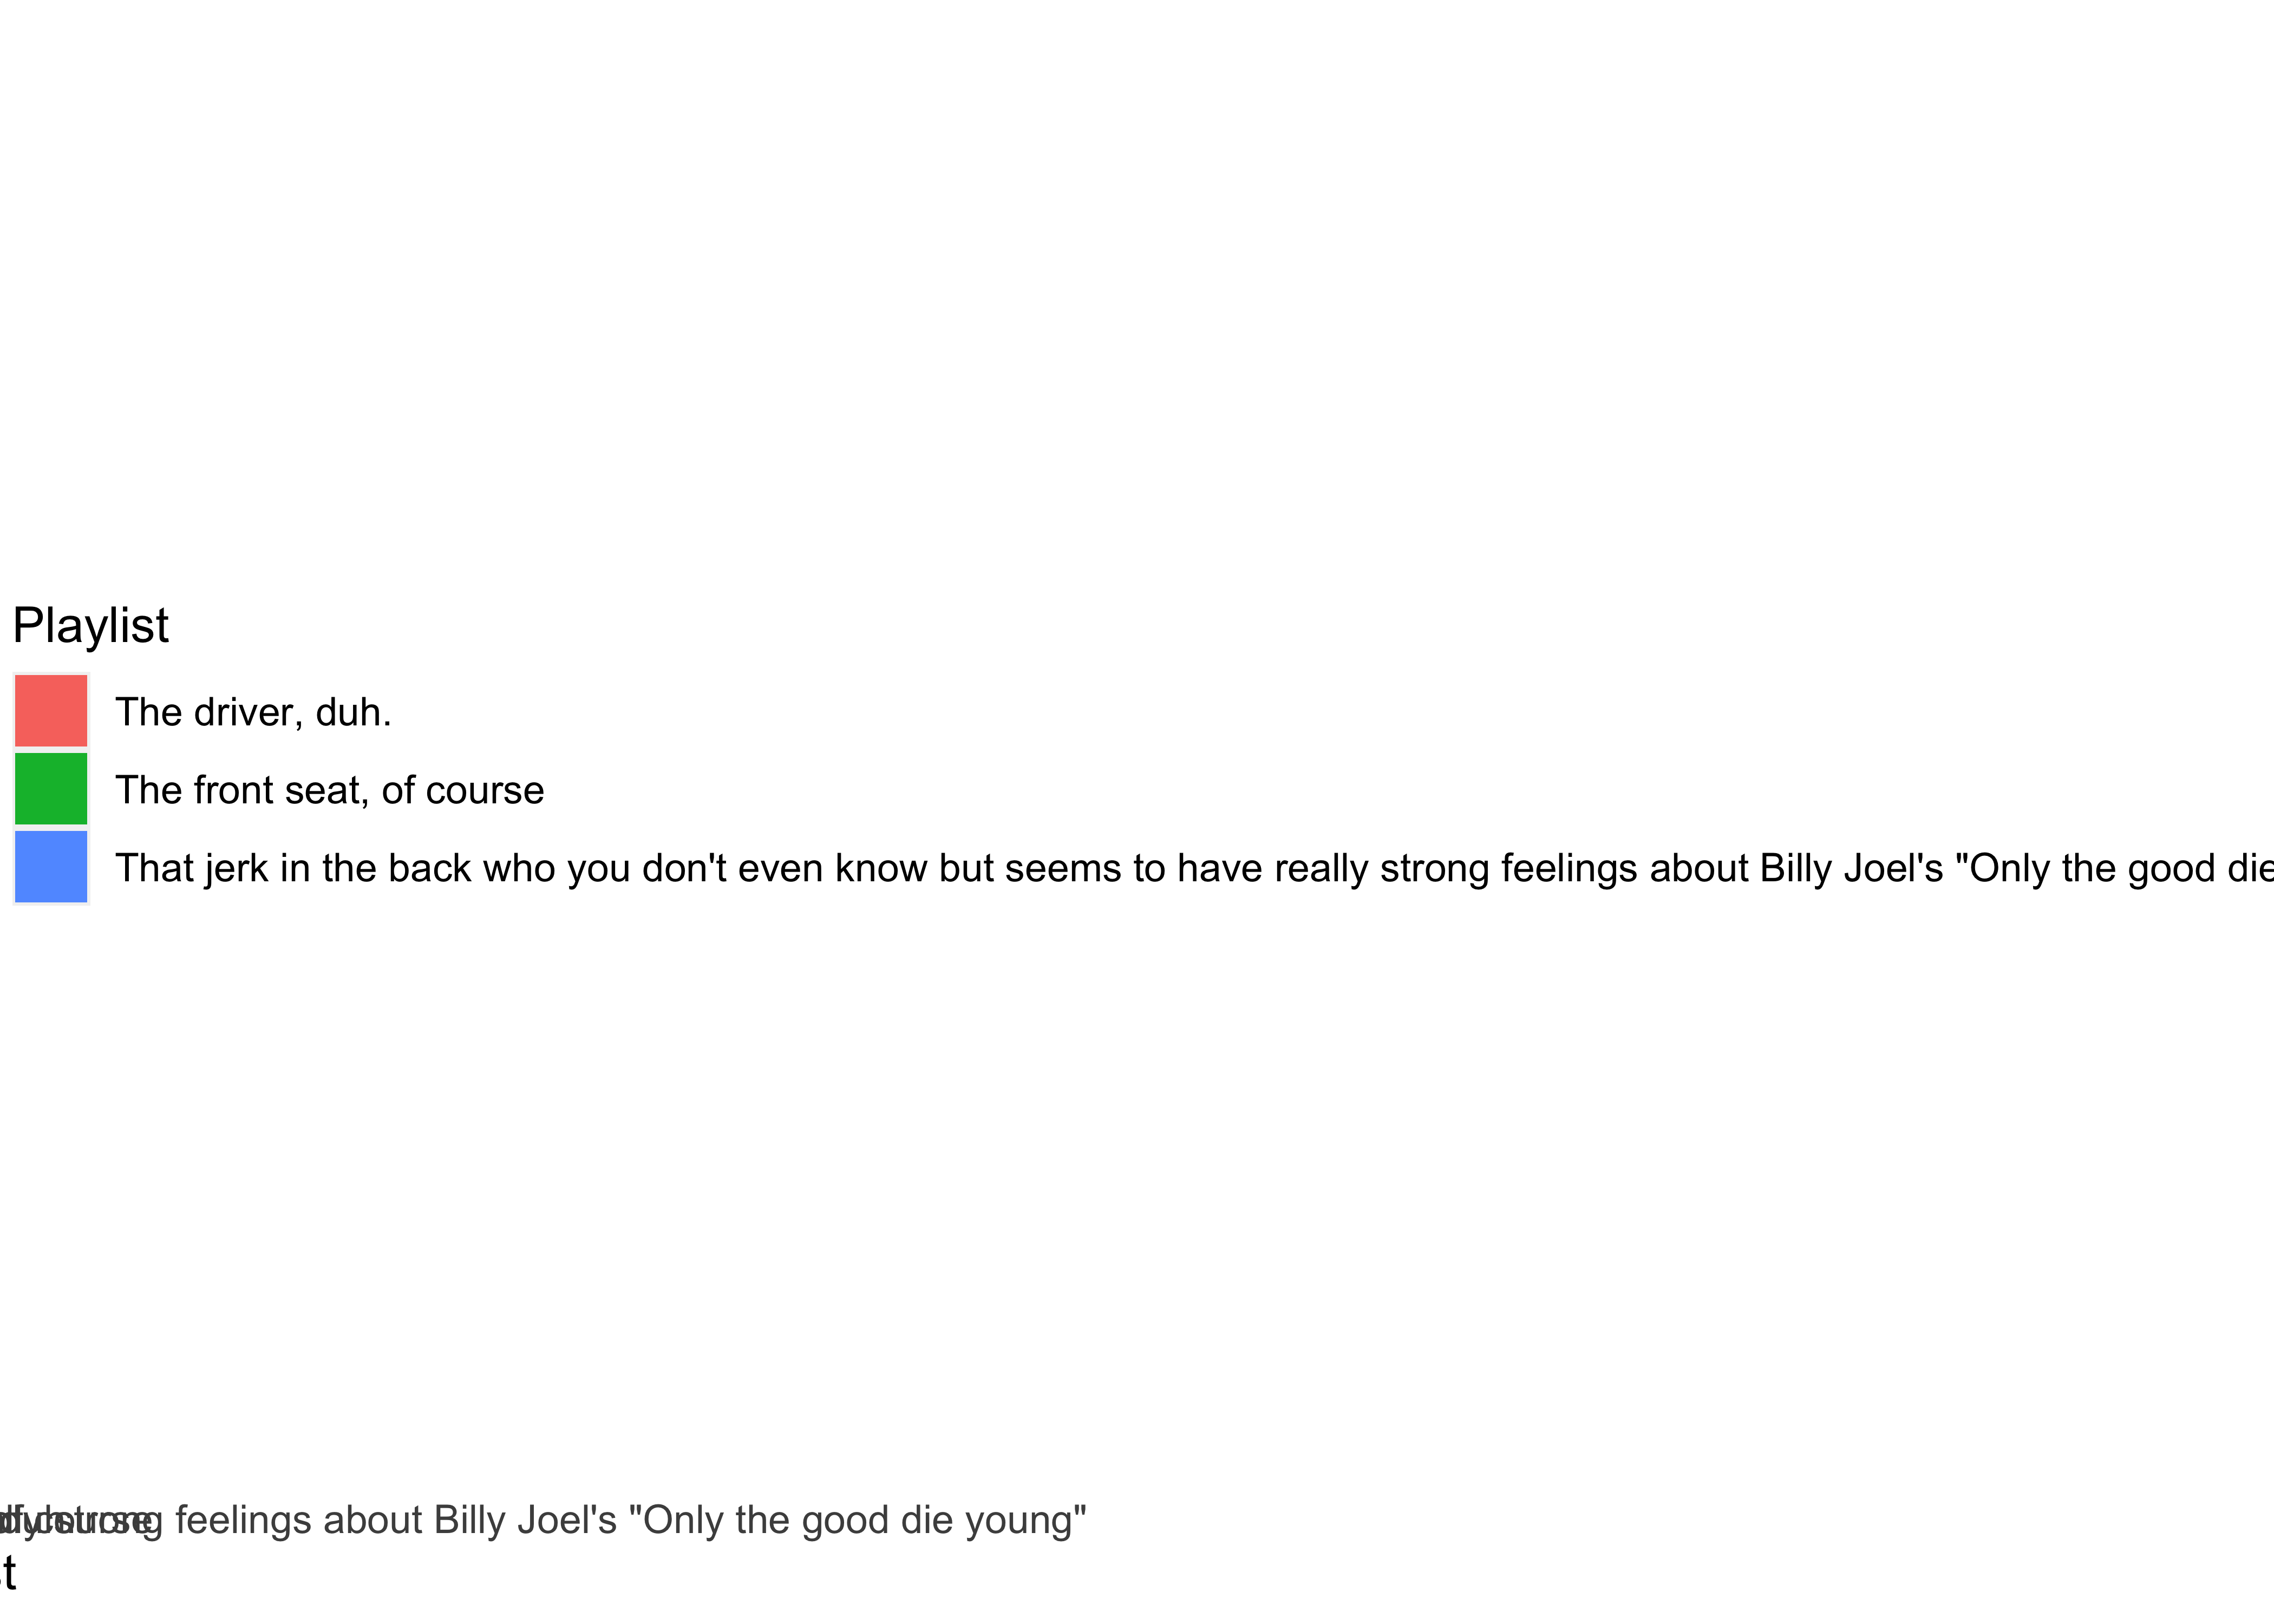 Playlist
The driver, duh.
The front seat, of course
That jerk in the back who you don't even know but seems to have really strong feelings about Billy Joel's "Only the good die
feelings about Billy Joel's "Only the good die young"